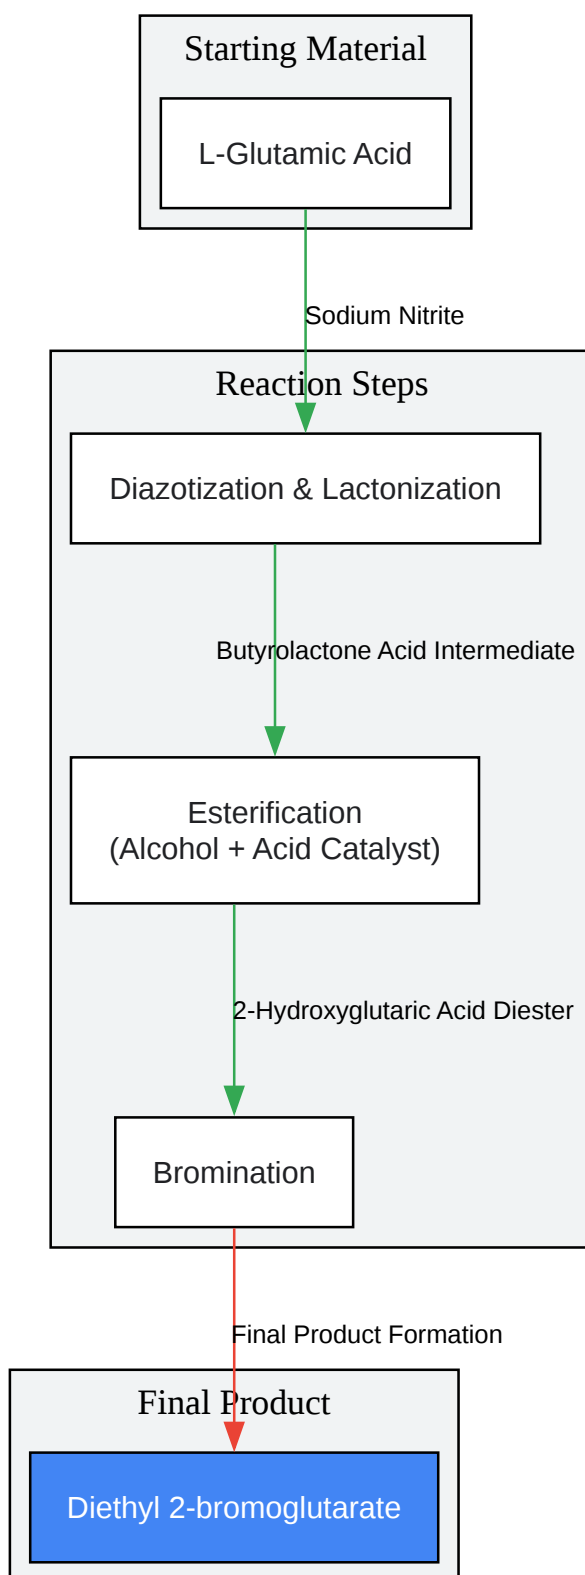 Starting Material
L-Glutamic Acid
Sodium Nitrite
Reaction Steps
Diazotization & Lactonization
Butyrolactone Acid Intermediate
Esterification
(Alcohol + Acid Catalyst)
2-Hydroxyglutaric Acid Diester
Bromination
Final Product Formation
Final Product
Diethyl 2-bromoglutarate